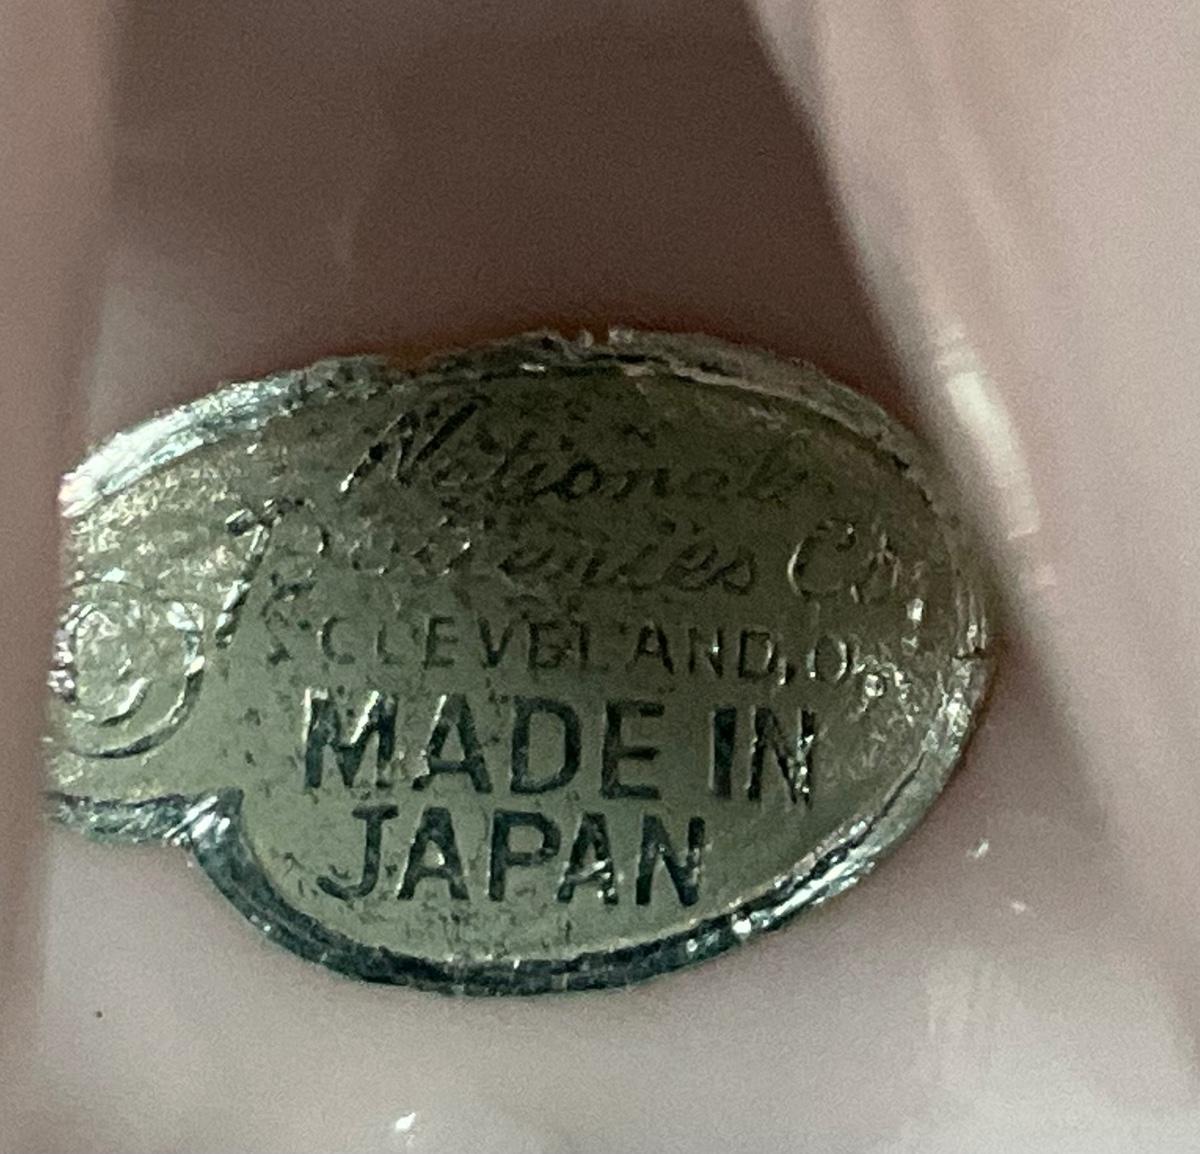 National
Potteries Co.
CLEVELAND, O.
MADE IN
JAPAN